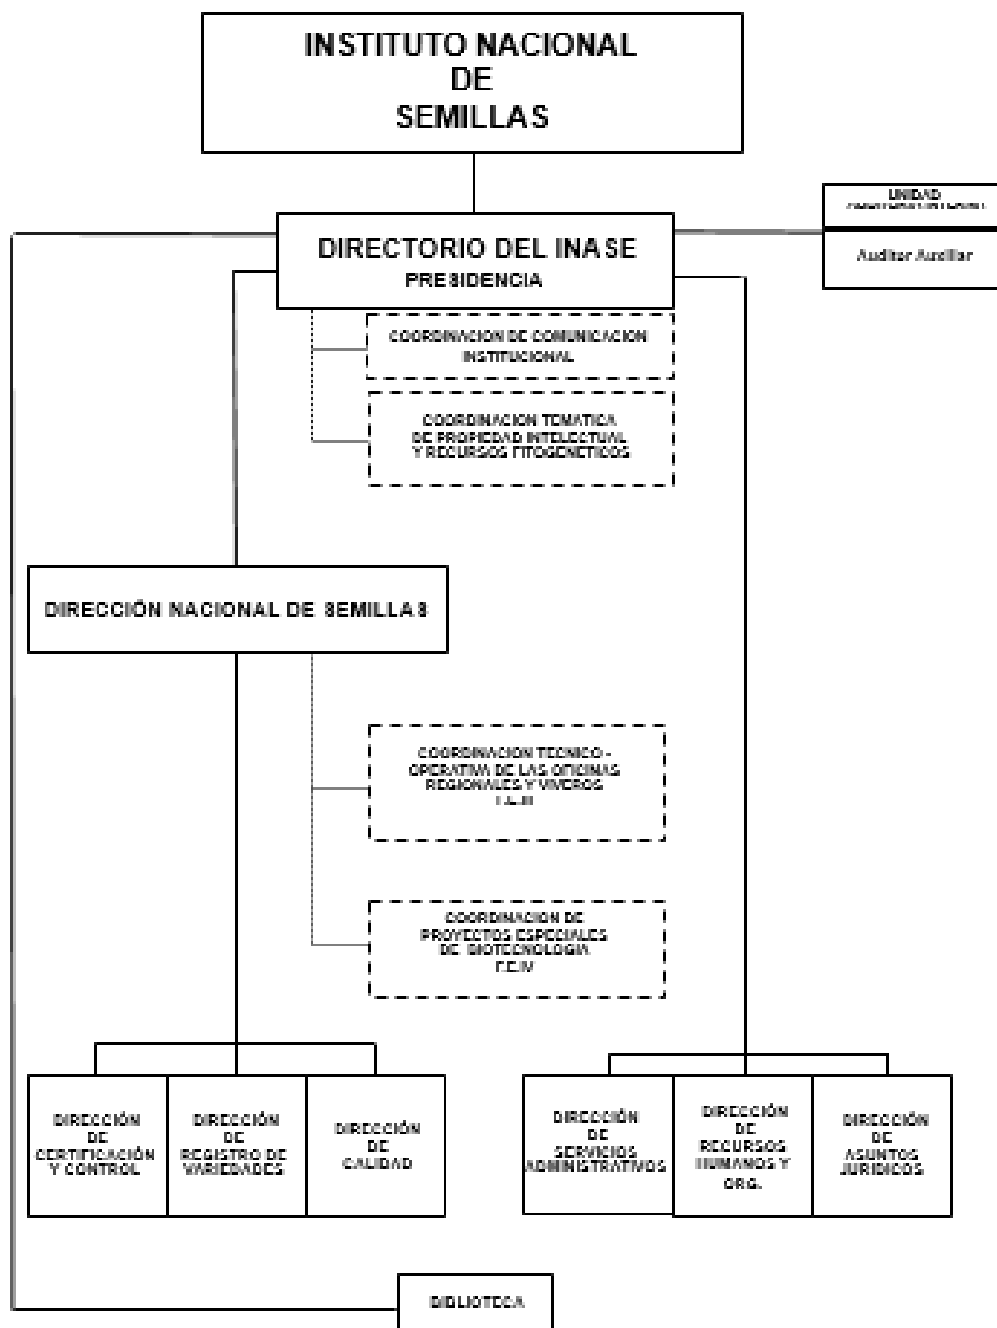 INSTITUTO NACIONAL
DE
SEMILLAS
UNIDAD
Auditor Auxiliar
DIRECTORIO DEL INASE
PRESIDENCIA
COORDINACION DE COMUNICACION
INSTITUCIONAL
COORDINACION TEMATICA
DE PROPIEDAD INTELECTUAL
Y RECURSOS FITOGENETICOS
DIRECCIÓN NACIONAL DE SEMILLAS
COORDINACION TECNICO -
OPERATIVA DE LAS OFICINAS
REGIONALES Y VIVEROS
COORDINACION DE
PROYECTOS ESPECIALES
DE BIOTECNOLOGIA
F.E.IV
DIRECCIÓN
DE
CERTIFICACIÓN
Y CONTROL
DIRECCIÓN
DE
REGISTRO DE
VARIEDADES
DIRECCIÓN
DE
CALIDAD
DIRECCIÓN
DE
SERVICIOS
ADMINISTRATIVOS
DIRECCIÓN
DE
RECURSOS
HUMANOS Y
ORG.
DIRECCIÓN
DE
ASUNTOS
JURIDICOS
BIBLIOTECA